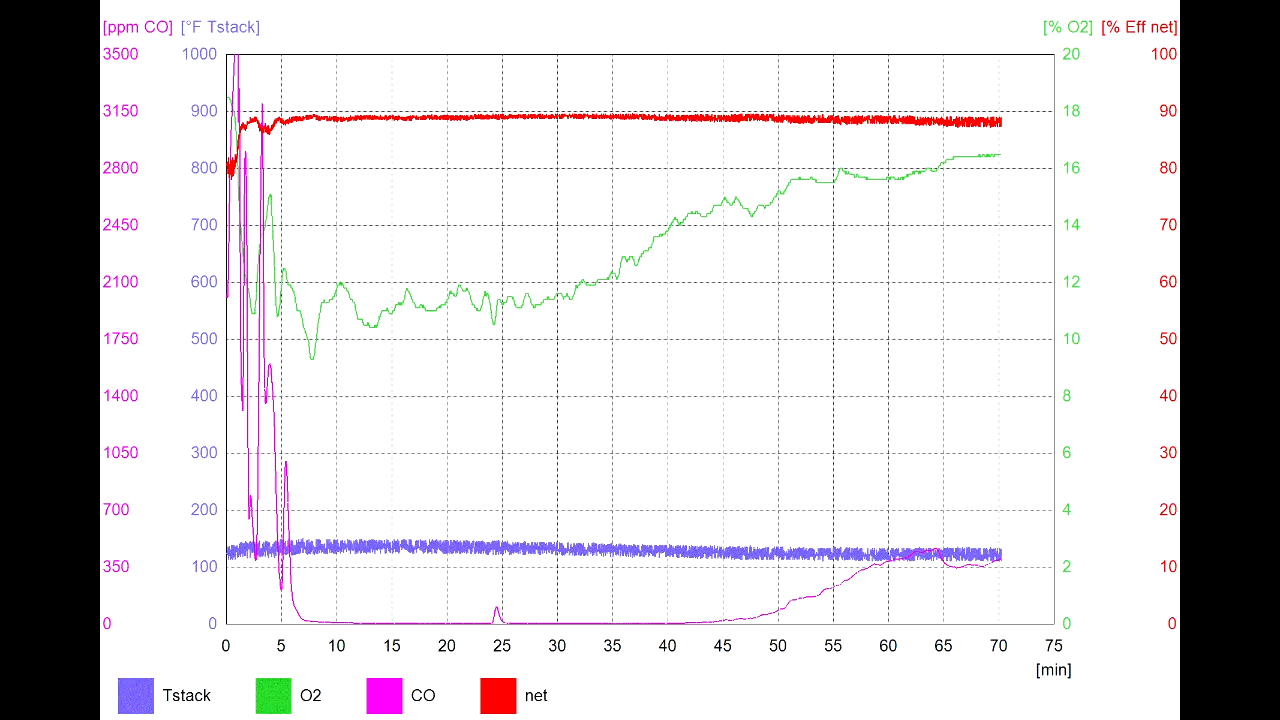 [ppm CO] [°F Tstack] [% O2] [% Eff net]
3500 1000 20 100
3150 900 18 90
2800 800 16 80
2450 700 14 70
2100 600 12 60
1750 500 10 50
1400 400 8 40
1050 300 6 30
700 200 4 20
350 100 2 10
0 0 0 0
0 5 10 15 20 25 30 35 40 45 50 55 60 65 70 75
[min]
Tstack O2 CO net